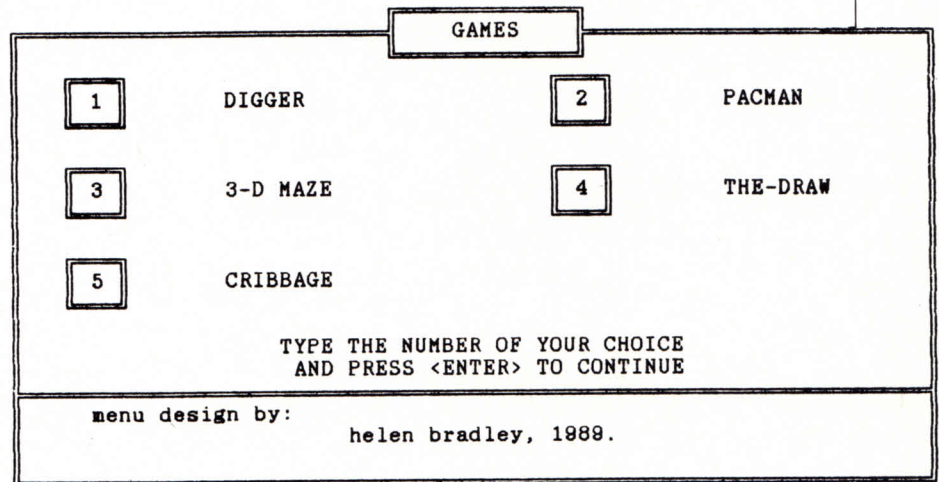 GAMES
1 DIGGER 2 PACMAN
3 3-D MAZE 4 THE-DRAW
5 CRIBBAGE
TYPE THE NUMBER OF YOUR CHOICE
AND PRESS <ENTER> TO CONTINUE
menu design by:
helen bradley, 1989.